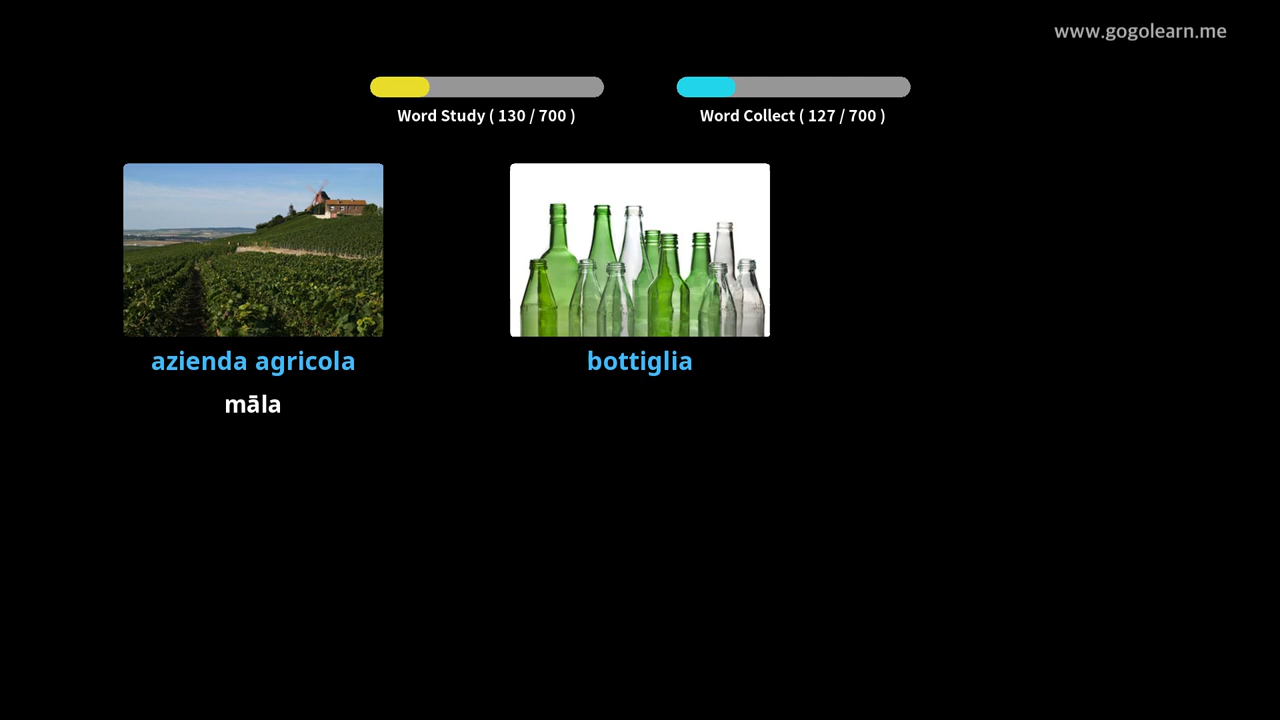 www.gogolearn.me
Word Study ( 130 / 700 )
Word Collect ( 127 / 700 )
azienda agricola
bottiglia
māla